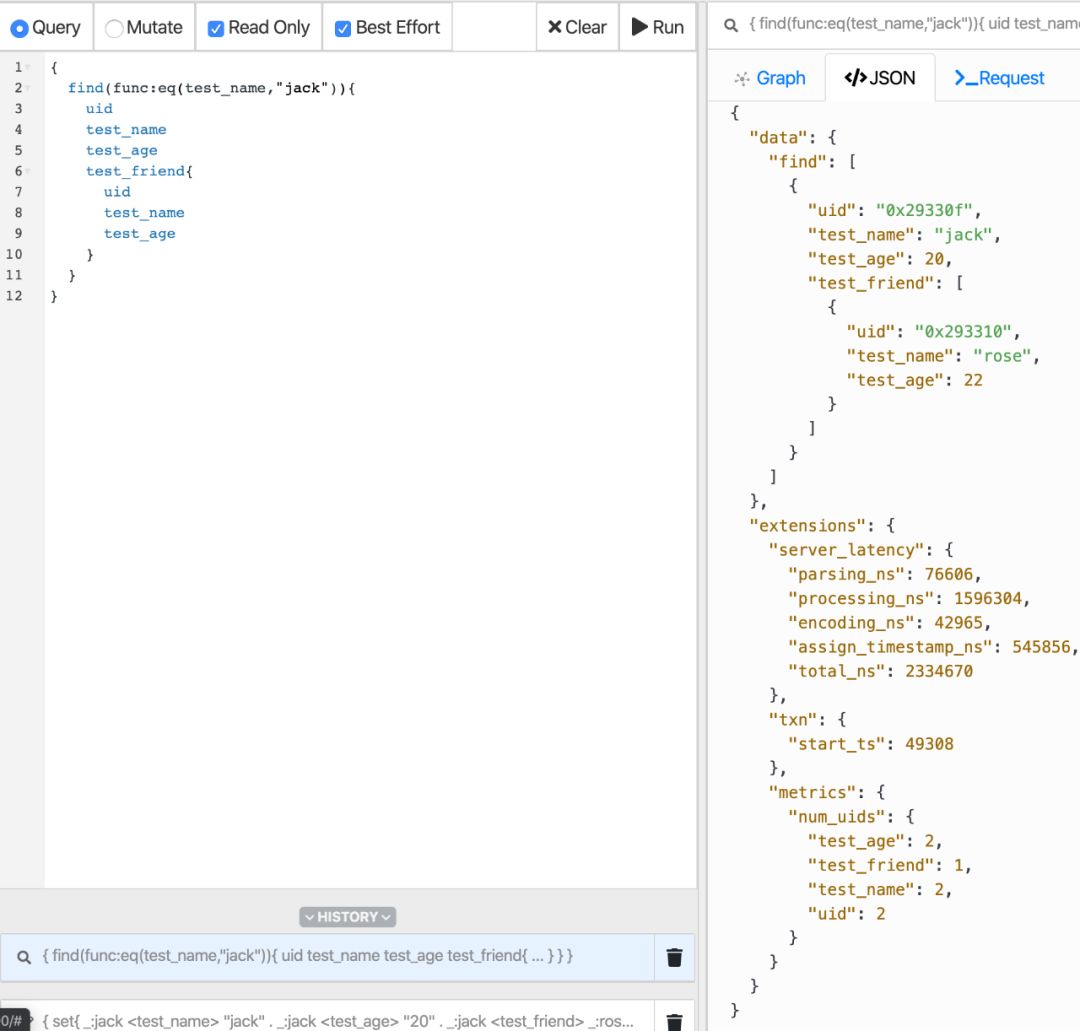 Query Mutate Read Only Best Effort Clear Run
1 {
2 find(func:eq(test_name,"jack")){
3 uid
4 test_name
5 test_age
6 test_friend{
7 uid
8 test_name
9 test_age
10 }
11 }
12 }
HISTORY
{ find(func:eq(test_name,"jack")){ uid test_name test_age test_friend{ ... } } }
0/#
{ set{ _:jack <test_name> "jack" . _:jack <test_age> "20" . _:jack <test_friend> _:ros...
{ find(func:eq(test_name,"jack")){ uid test_name
Graph </>JSON >_Request
{
"data": {
"find": [
{
"uid": "0x29330f",
"test_name": "jack",
"test_age": 20,
"test_friend": [
{
"uid": "0x293310",
"test_name": "rose",
"test_age": 22
}
]
}
]
},
"extensions": {
"server_latency": {
"parsing_ns": 76606,
"processing_ns": 1596304,
"encoding_ns": 42965,
"assign_timestamp_ns": 545856,
"total_ns": 2334670
},
"txn": {
"start_ts": 49308
},
"metrics": {
"num_uids": {
"test_age": 2,
"test_friend": 1,
"test_name": 2,
"uid": 2
}
}
}
}